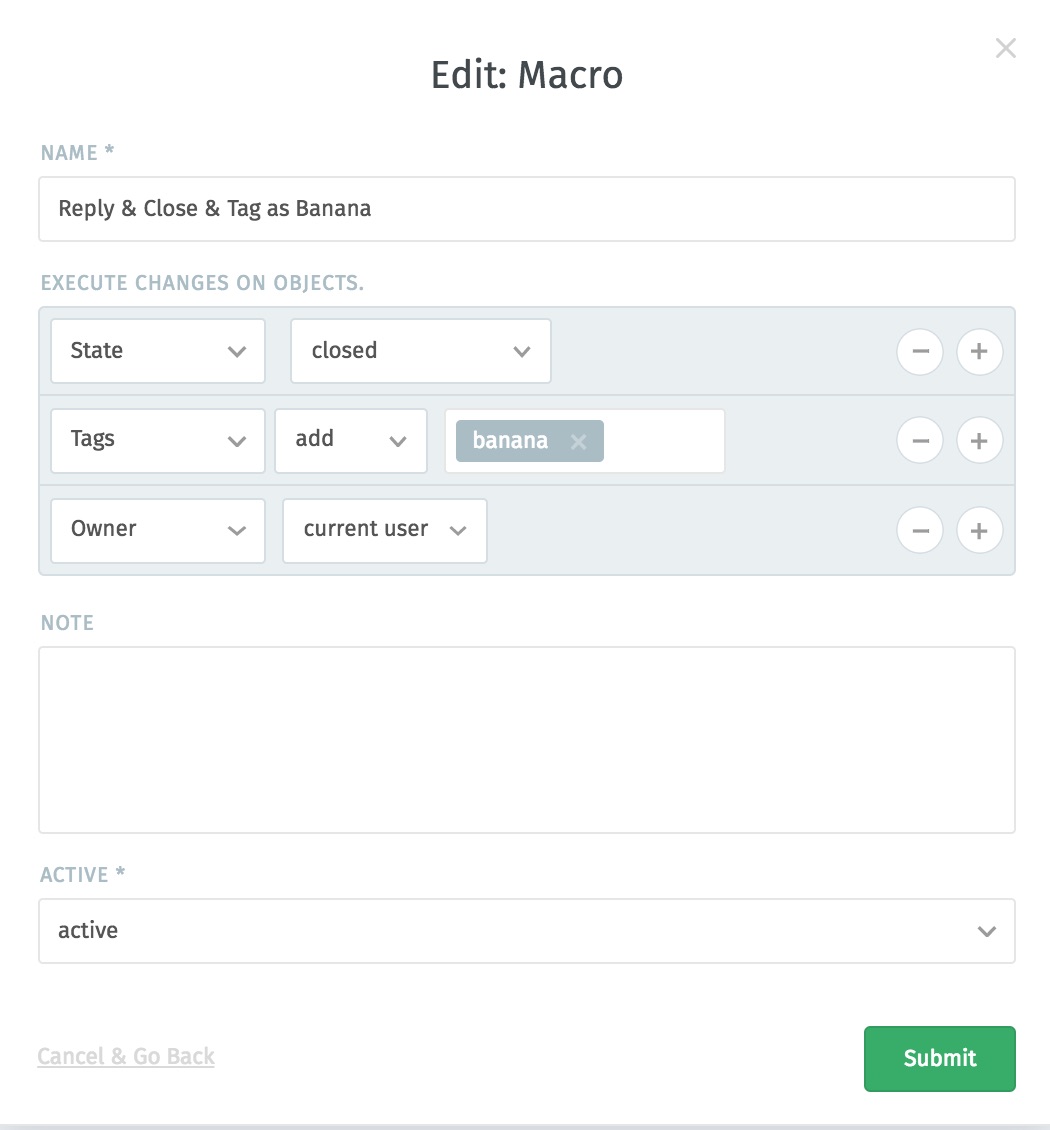 Edit: Macro
NAME *
Reply & Close & Tag as Banana
EXECUTE CHANGES ON OBJECTS.
State closed
Tags add banana
Owner current user
NOTE
ACTIVE *
active
Cancel & Go Back Submit